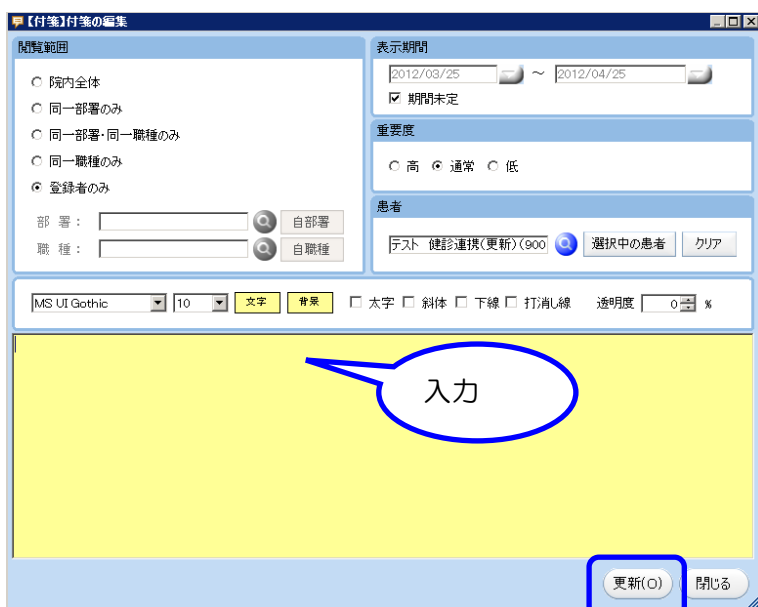 【付箋】付箋の編集
閲覧範囲
院内全体
同一部署のみ
同一部署・同一職種のみ
同一職種のみ
登録者のみ
部 署：
自部署
職 種：
自職種
表示期間
2012/03/25 ～ 2012/04/25
期間未定
重要度
高 通常 低
患者
テスト 健診連携(更新)(900
選択中の患者
クリア
MS UI Gothic 10 文字 背景 太字 斜体 下線 打消し線 透明度 0 %
入力
更新(O) 閉じる